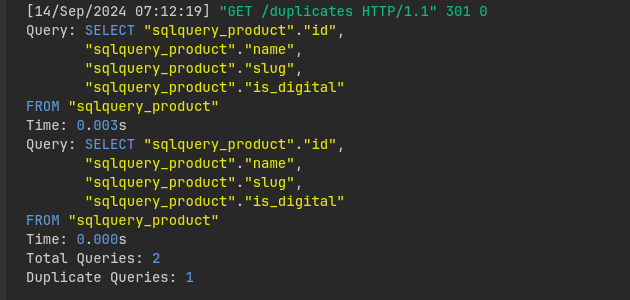 [14/Sep/2024 07:12:19] "GET /duplicates HTTP/1.1" 301 0
Query: SELECT "sqlquery_product"."id",
       "sqlquery_product"."name",
       "sqlquery_product"."slug",
       "sqlquery_product"."is_digital"
FROM "sqlquery_product"
Time: 0.003s
Query: SELECT "sqlquery_product"."id",
       "sqlquery_product"."name",
       "sqlquery_product"."slug",
       "sqlquery_product"."is_digital"
FROM "sqlquery_product"
Time: 0.000s
Total Queries: 2
Duplicate Queries: 1